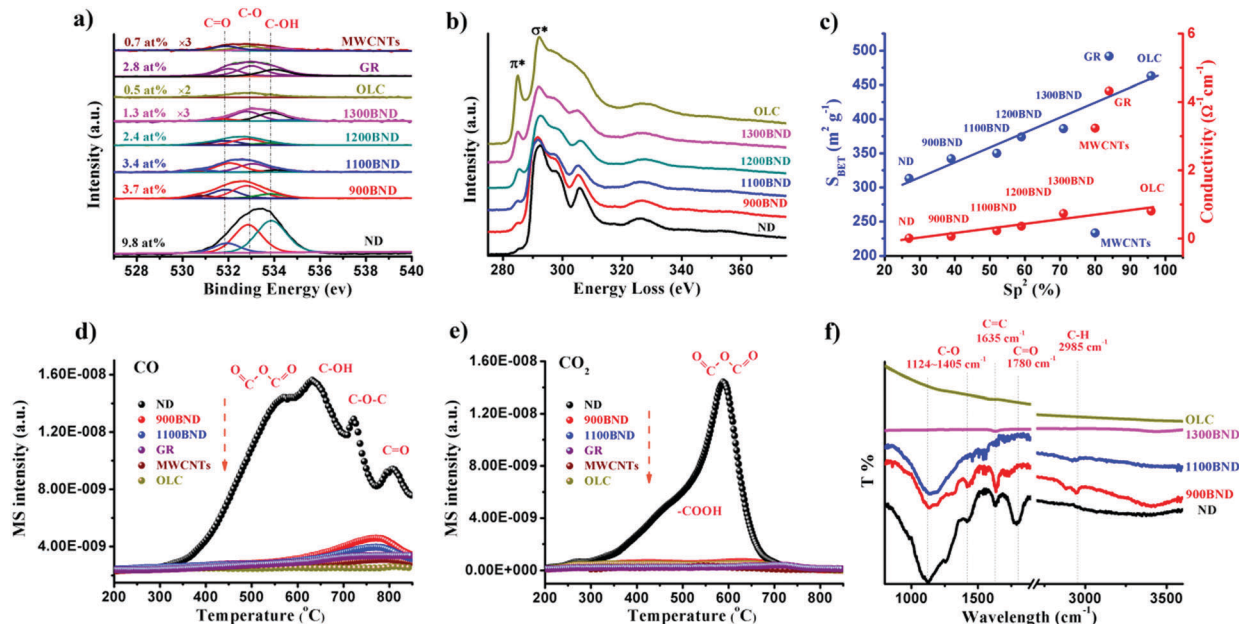 a)
C=O
C-O
C-OH
0.7 at% ×3
MWCNTs
2.8 at%
GR
0.5 at% ×2
OLC
1.3 at% ×3
1300BND
2.4 at%
1200BND
3.4 at%
1100BND
3.7 at%
900BND
9.8 at%
ND
Intensity (a.u.)
528 530 532 534 536 538 540
Binding Energy (ev)
b)
σ*
π*
OLC
1300BND
1200BND
1100BND
900BND
ND
Intensity (a.u.)
275 300 325 350 375
Energy Loss (eV)
c)
S_BET (m² g⁻¹)
500
475
450
425
400
375
350
325
300
275
250
225
200
Conductivity (Ω⁻¹ cm⁻¹)
6
4
2
0
GR
OLC
1300BND
GR
1200BND
1100BND
900BND
MWCNTs
ND
1300BND
OLC
1200BND
1100BND
900BND
ND
MWCNTs
20 30 40 50 60 70 80 90 100
Sp² (%)
d)
CO
1.60E-008
1.20E-008
8.00E-009
4.00E-009
MS intensity (a.u.)
ND
900BND
1100BND
GR
MWCNTs
OLC
O O O
C C
C-OH
C-O-C
C=O
200 300 400 500 600 700 800
Temperature (°C)
e)
CO₂
1.60E-008
1.20E-008
8.00E-009
4.00E-009
0.00E+000
MS intensity (a.u.)
ND
900BND
1100BND
GR
MWCNTs
OLC
O O O
C C
-COOH
200 300 400 500 600 700 800
Temperature (°C)
f)
C=C
1635 cm⁻¹
C-H
C-O
C=O
2985 cm⁻¹
1124~1405 cm⁻¹
1780 cm⁻¹
OLC
1300BND
1100BND
900BND
ND
T %
1000 1500 3000 3500
Wavelength (cm⁻¹)